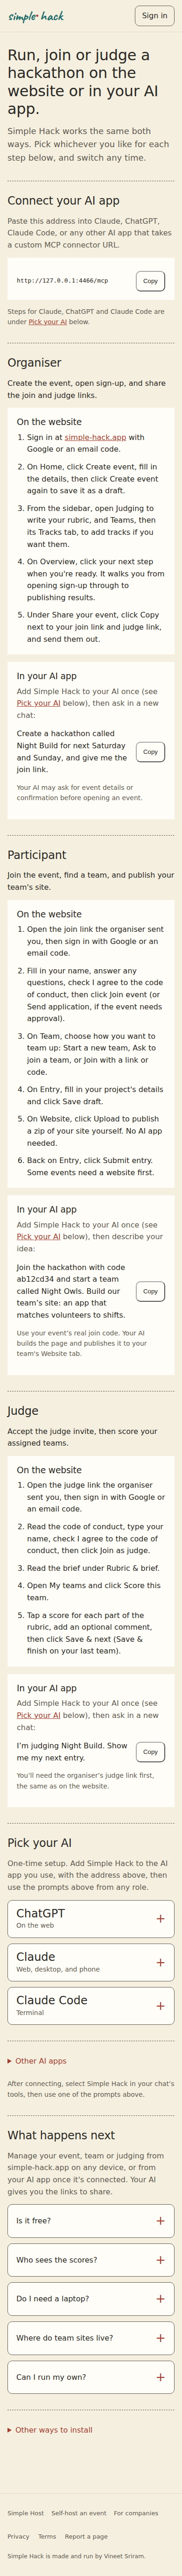 simple hack
Sign in
Run, join or judge a
hackathon on the
website or in your AI
app.
Simple Hack works the same both
ways. Pick whichever you like for each
step below, and switch any time.
Connect your AI app
Paste this address into Claude, ChatGPT,
Claude Code, or any other AI app that takes
a custom MCP connector URL.
http://127.0.0.1:4466/mcp
Copy
Steps for Claude, ChatGPT and Claude Code are
under Pick your AI below.
Organiser
Create the event, open sign-up, and share
the join and judge links.
On the website
1. Sign in at simple-hack.app with
Google or an email code.
2. On Home, click Create event, fill in
the details, then click Create event
again to save it as a draft.
3. From the sidebar, open Judging to
write your rubric, and Teams, then
its Tracks tab, to add tracks if you
want them.
4. On Overview, click your next step
when you're ready. It walks you from
opening sign-up through to
publishing results.
5. Under Share your event, click Copy
next to your join link and judge link,
and send them out.
In your AI app
Add Simple Hack to your AI once (see
Pick your AI below), then ask in a new
chat:
Create a hackathon called
Night Build for next Saturday
and Sunday, and give me the
join link.
Copy
Your AI may ask for event details or
confirmation before opening an event.
Participant
Join the event, find a team, and publish your
team's site.
On the website
1. Open the join link the organiser sent
you, then sign in with Google or an
email code.
2. Fill in your name, answer any
questions, check I agree to the code
of conduct, then click Join event (or
Send application, if the event needs
approval).
3. On Team, choose how you want to
team up: Start a new team, Ask to
join a team, or Join with a link or
code.
4. On Entry, fill in your project's details
and click Save draft.
5. On Website, click Upload to publish
a zip of your site yourself. No AI app
needed.
6. Back on Entry, click Submit entry.
Some events need a website first.
In your AI app
Add Simple Hack to your AI once (see
Pick your AI below), then describe your
idea:
Join the hackathon with code
ab12cd34 and start a team
called Night Owls. Build our
team's site: an app that
matches volunteers to shifts.
Copy
Use your event's real join code. Your AI
builds the page and publishes it to your
team's Website tab.
Judge
Accept the judge invite, then score your
assigned teams.
On the website
1. Open the judge link the organiser
sent you, then sign in with Google or
an email code.
2. Read the code of conduct, type your
name, check I agree to the code of
conduct, then click Join as judge.
3. Read the brief under Rubric & brief.
4. Open My teams and click Score this
team.
5. Tap a score for each part of the
rubric, add an optional comment,
then click Save & next (Save &
finish on your last team).
In your AI app
Add Simple Hack to your AI once (see
Pick your AI below), then ask in a new
chat:
I'm judging Night Build. Show
me my next entry.
Copy
You'll need the organiser's judge link first,
the same as on the website.
Pick your AI
One-time setup. Add Simple Hack to the AI
app you use, with the address above, then
use the prompts above from any role.
ChatGPT
On the web
Claude
Web, desktop, and phone
Claude Code
Terminal
Other AI apps
After connecting, select Simple Hack in your chat's
tools, then use one of the prompts above.
What happens next
Manage your event, team or judging from
simple-hack.app on any device, or from
your AI app once it's connected. Your AI
gives you the links to share.
Is it free?
Who sees the scores?
Do I need a laptop?
Where do team sites live?
Can I run my own?
Other ways to install
Simple Host Self-host an event For companies
Privacy Terms Report a page
Simple Hack is made and run by Vineet Sriram.